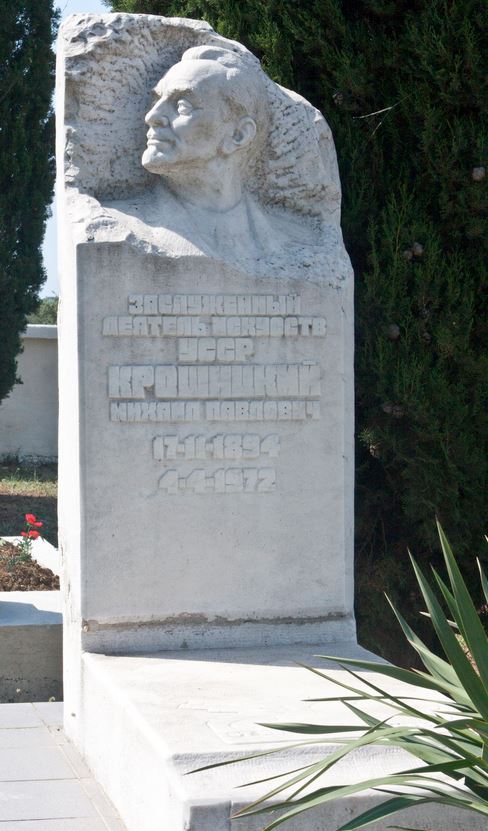 ЗАСЛУЖЕННЫЙ
ДЕЯТЕЛЬ ИСКУССТВ
УССР
КРОШИЦКИЙ
МИХАИЛ ПАВЛОВИЧ
17-11-1894
4-4-1972